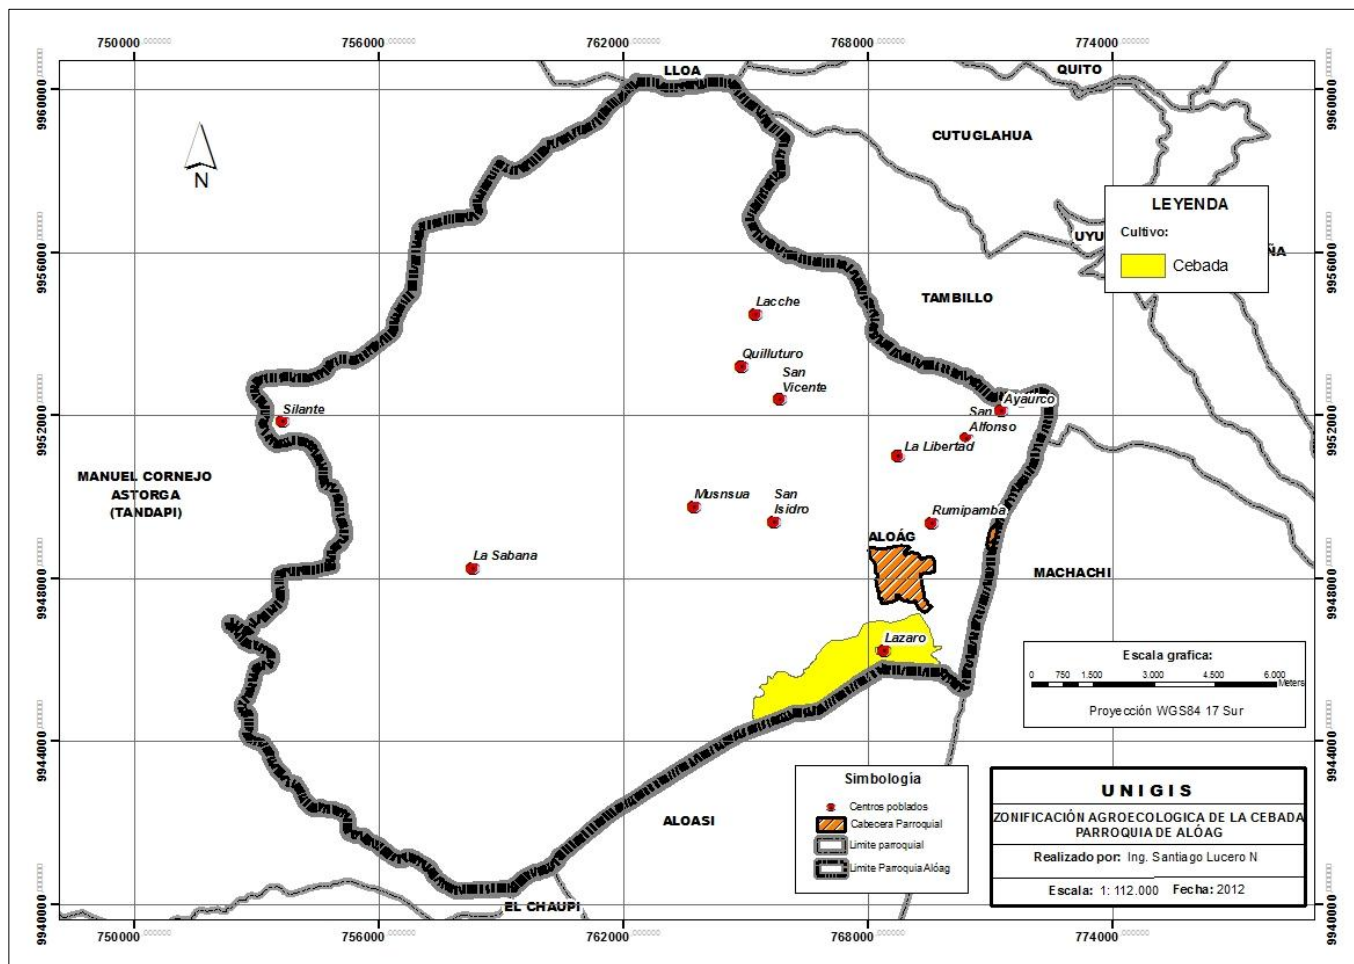 750000 756000 762000 768000 774000
LLOA
QUITO
9960000 9960000
CUTUGLAHUA
N
LEYENDA
Cultivo:
Cebada
UYU
ÑA
9956000 9956000
TAMBILLO
Lacche
Quilluturo
San
Vicente
Ayaurco
Silante
San
Alfonso
9952000 9952000
La Libertad
MANUEL CORNEJO
ASTORGA
(TANDAPI)
Musnsua
San
Isidro
Rumipamba
ALOÁG
La Sabana
MACHACHI
9948000 9948000
Lazaro
Escala grafica:
0 750 1.500 3.000 4.500 6.000
Meters
Proyección WGS84 17 Sur
9944000 9944000
Simbología
Centros poblados
Cabecera Parroquial
Limite parroquial
Limite Parroquia Alóag
ALOASI
UNIGIS
ZONIFICACIÓN AGROECOLOGICA DE LA CEBADA
PARROQUIA DE ALÓAG
Realizado por: Ing. Santiago Lucero N
Escala: 1: 112.000 Fecha: 2012
EL CHAUPI
9940000 9940000
750000 756000 762000 768000 774000